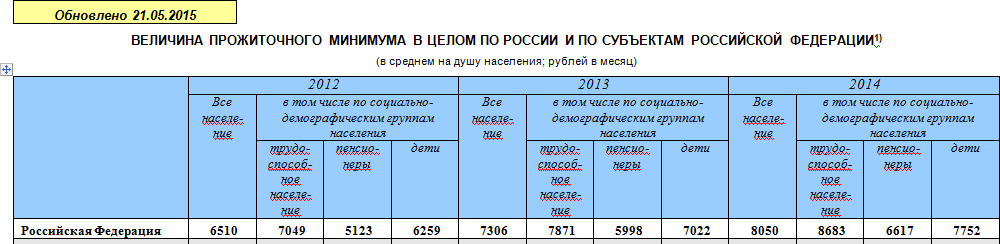 Обновлено 21.05.2015
ВЕЛИЧИНА ПРОЖИТОЧНОГО МИНИМУМА В ЦЕЛОМ ПО РОССИИ И ПО СУБЪЕКТАМ РОССИЙСКОЙ ФЕДЕРАЦИИ1)
(в среднем на душу населения; рублей в месяц)
2012 2013 2014
Все
населе-
ние
в том числе по социально-
демографическим группам
населения
трудо-
способ-
ное
населе-
ние
пенсио-
неры
дети
Все
населе-
ние
в том числе по социально-
демографическим группам
населения
трудо-
способ-
ное
населе-
ние
пенсио-
неры
дети
Все
населе-
ние
в том числе по социально-
демографическим группам
населения
трудо-
способ-
ное
населе-
ние
пенсио-
неры
дети
Российская Федерация 6510 7049 5123 6259 7306 7871 5998 7022 8050 8683 6617 7752